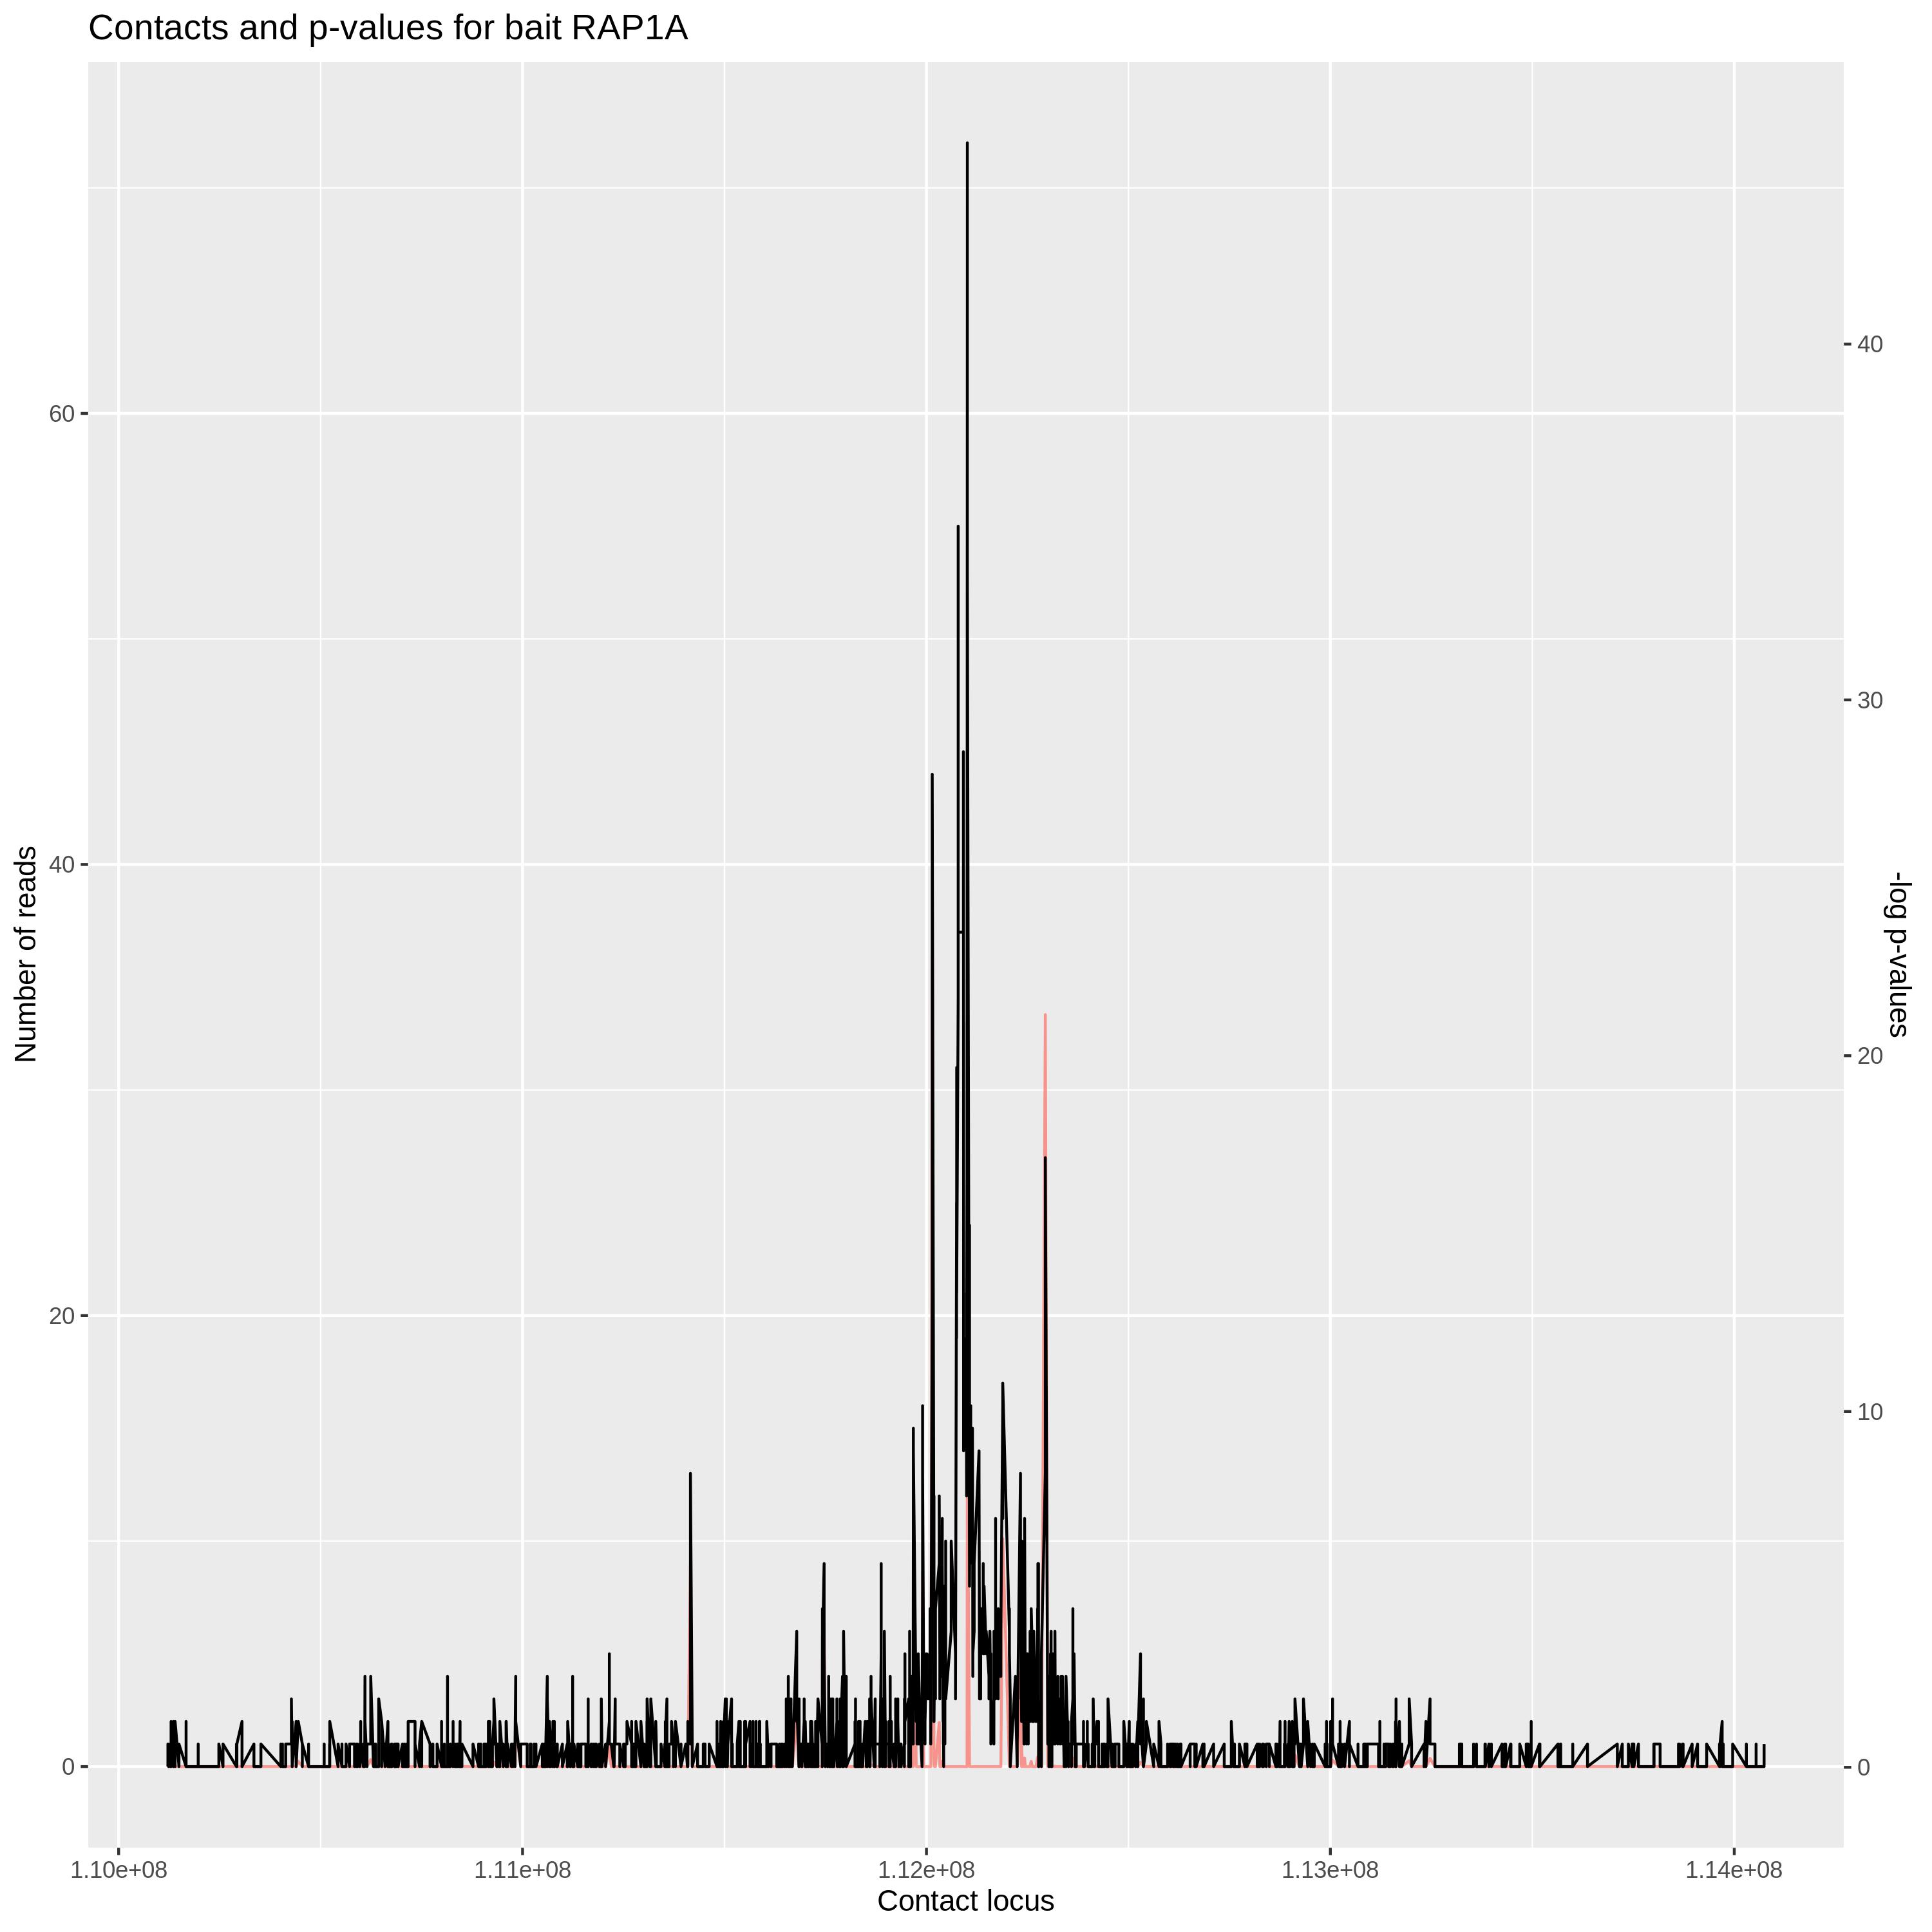 Contacts and p-values for bait RAP1A
60
40
20
0
Number of reads
40
30
20
10
0
-log p-values
1.10e+08
1.11e+08
1.12e+08
1.13e+08
1.14e+08
Contact locus